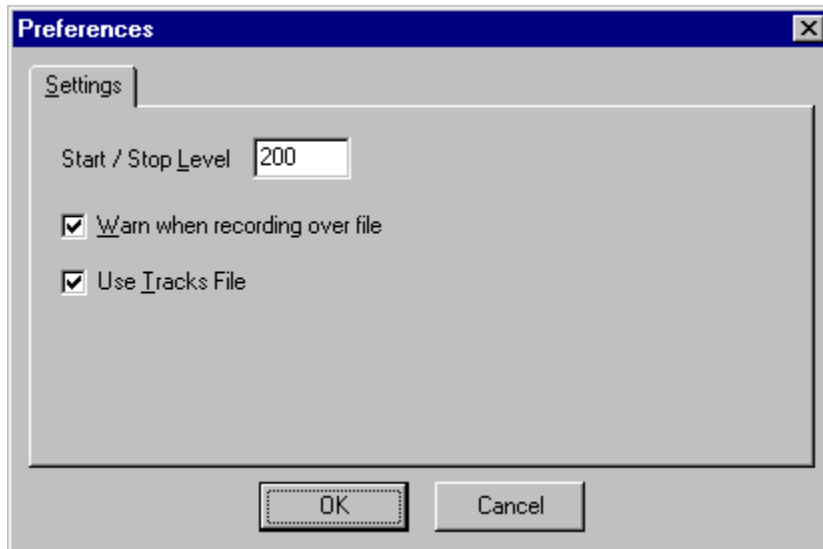 Preferences
Settings
Start / Stop Level 200
Warn when recording over file
Use Tracks File
OK Cancel